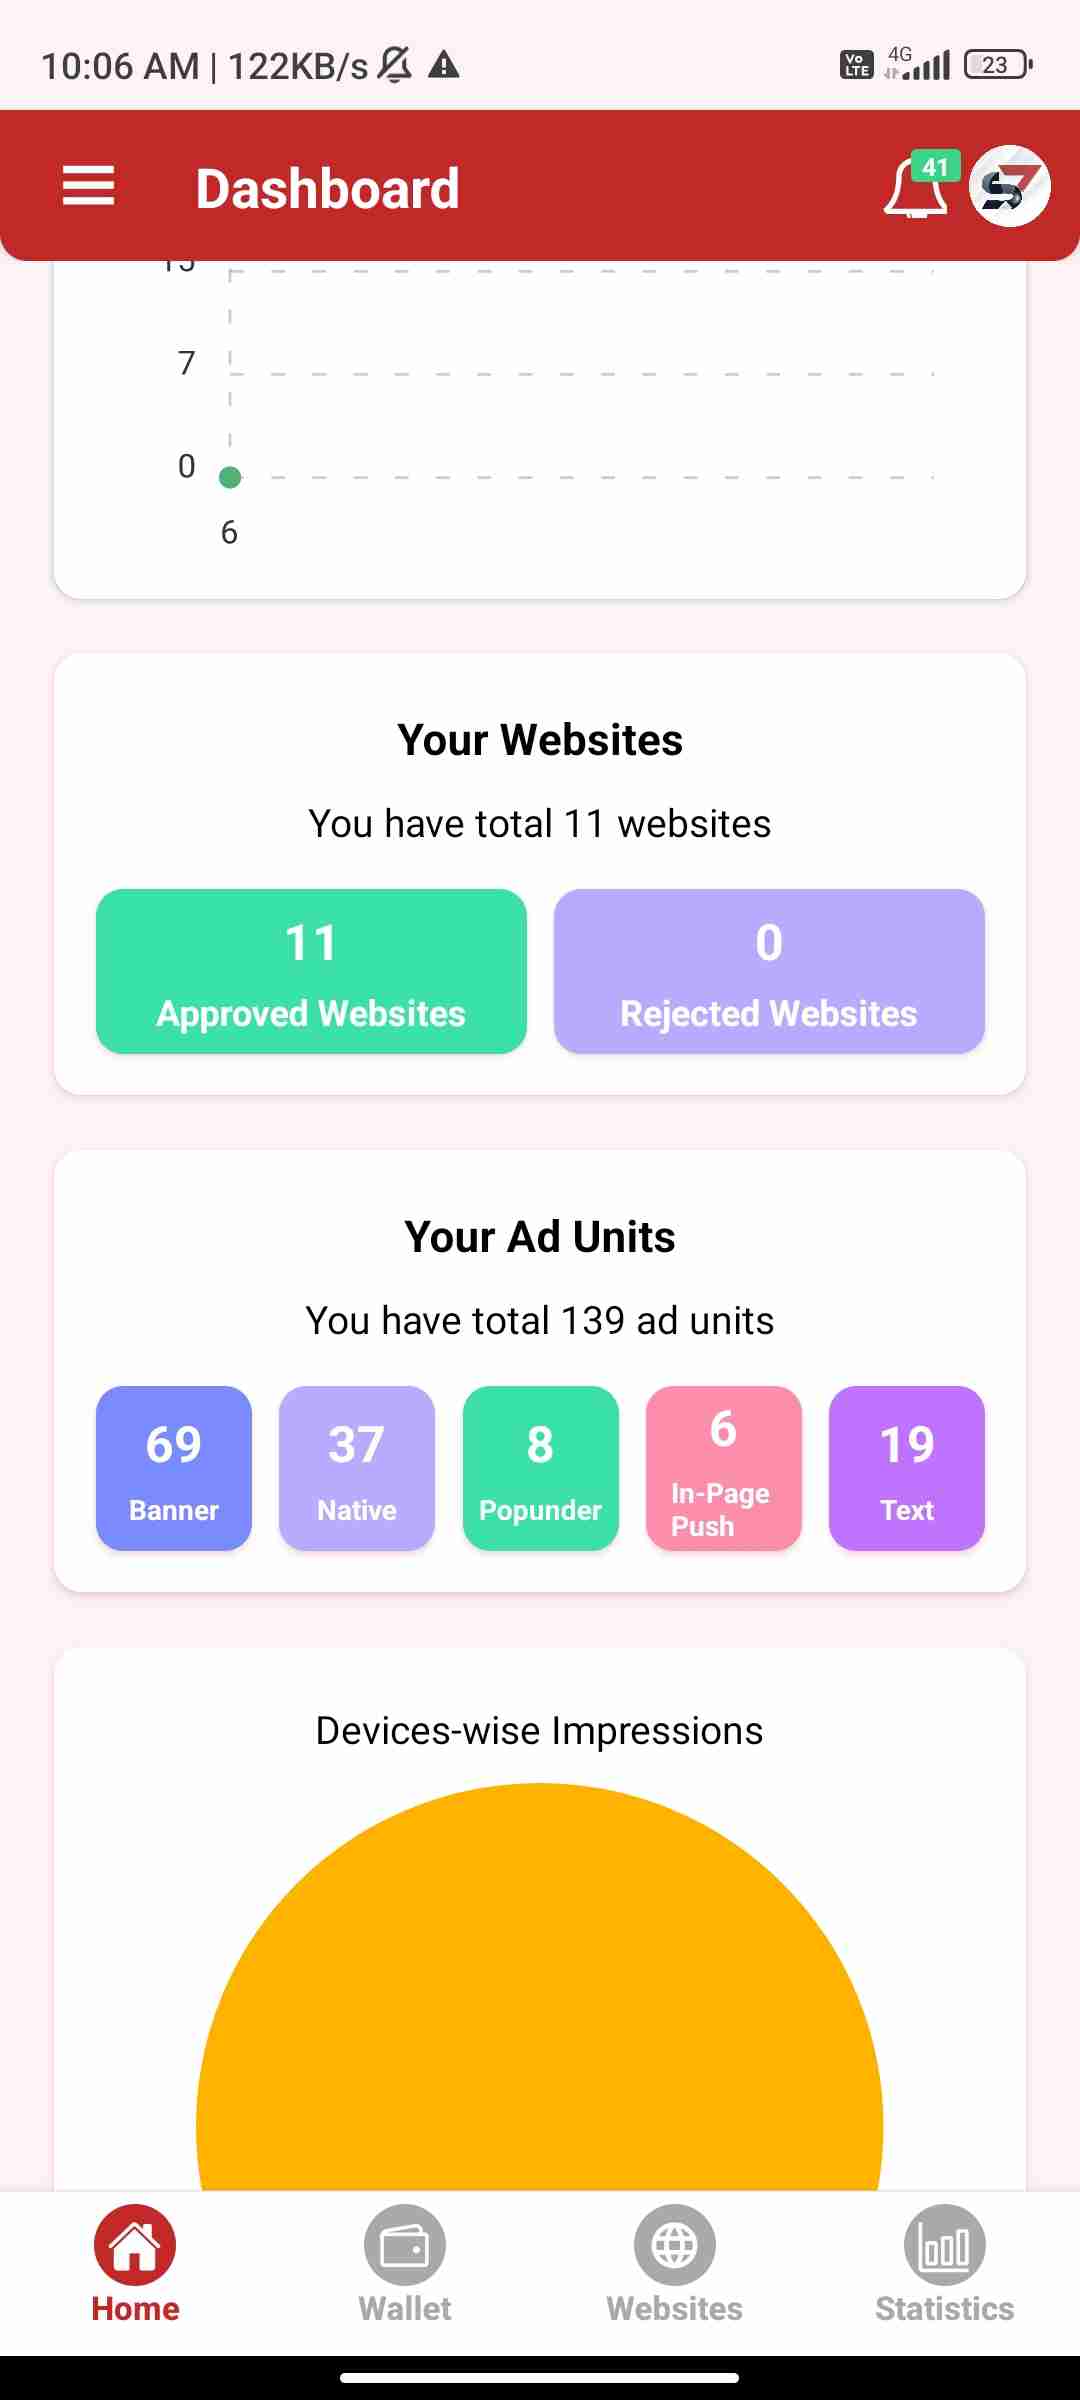 10:06 AM | 122KB/s
Vo LTE 4G 23
Dashboard
41
7
0
6
Your Websites
You have total 11 websites
11
Approved Websites
0
Rejected Websites
Your Ad Units
You have total 139 ad units
69
Banner
37
Native
8
Popunder
6
In-Page
Push
19
Text
Devices-wise Impressions
Home
Wallet
Websites
Statistics